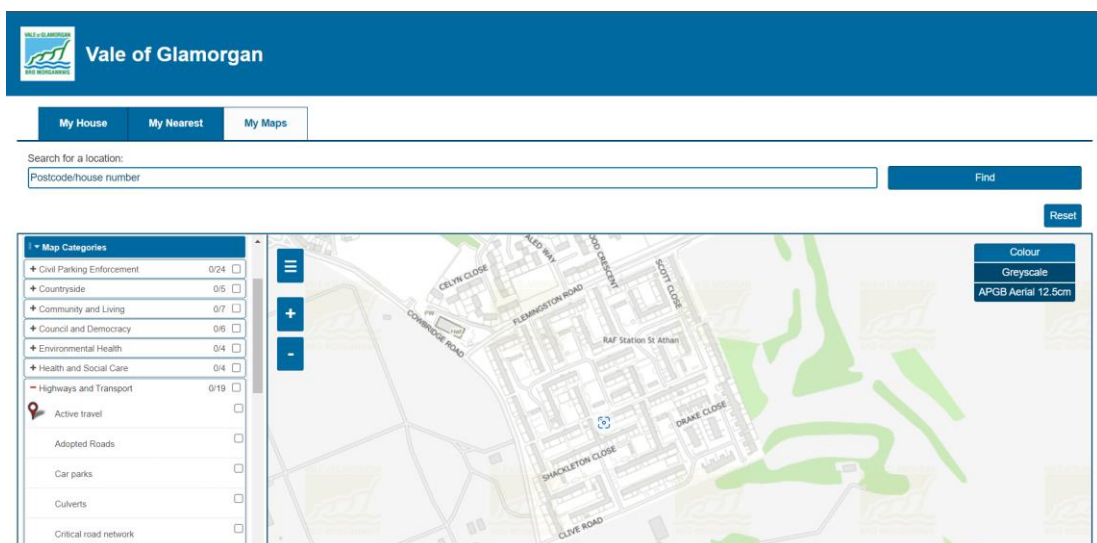 VALE of GLAMORGAN
BRO MORGANNWG
Vale of Glamorgan
My House
My Nearest
My Maps
Search for a location:
Postcode/house number
Find
Reset
Map Categories
+ Civil Parking Enforcement 0/24
+ Countryside 0/5
+ Community and Living 0/7
+ Council and Democracy 0/6
+ Environmental Health 0/4
+ Health and Social Care 0/4
− Highways and Transport 0/19
Active travel
Adopted Roads
Car parks
Culverts
Critical road network
☰
+
-
Colour
Greyscale
APGB Aerial 12.5cm
CELYN CLOSE
SCOTT CLOSE
FLEMINGSTON ROAD
PW
COWBRIDGE ROAD
RAF Station St Athan
DRAKE CLOSE
SHACKLETON CLOSE
CLIVE ROAD